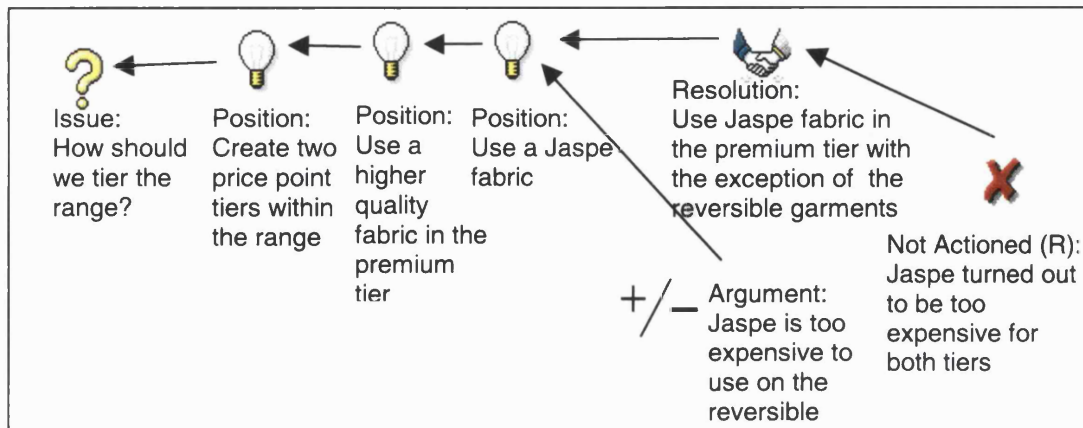 Issue:
How should
we tier the
range?
Position:
Create two
price point
tiers within
the range
Position:
Use a
higher
quality
fabric in the
premium
tier
Position:
Use a Jaspe
fabric
Resolution:
Use Jaspe fabric in
the premium tier with
the exception of the
reversible garments
+/-
Argument:
Jaspe is too
expensive to
use on the
reversible
Not Actioned (R):
Jaspe turned out
to be too
expensive for
both tiers